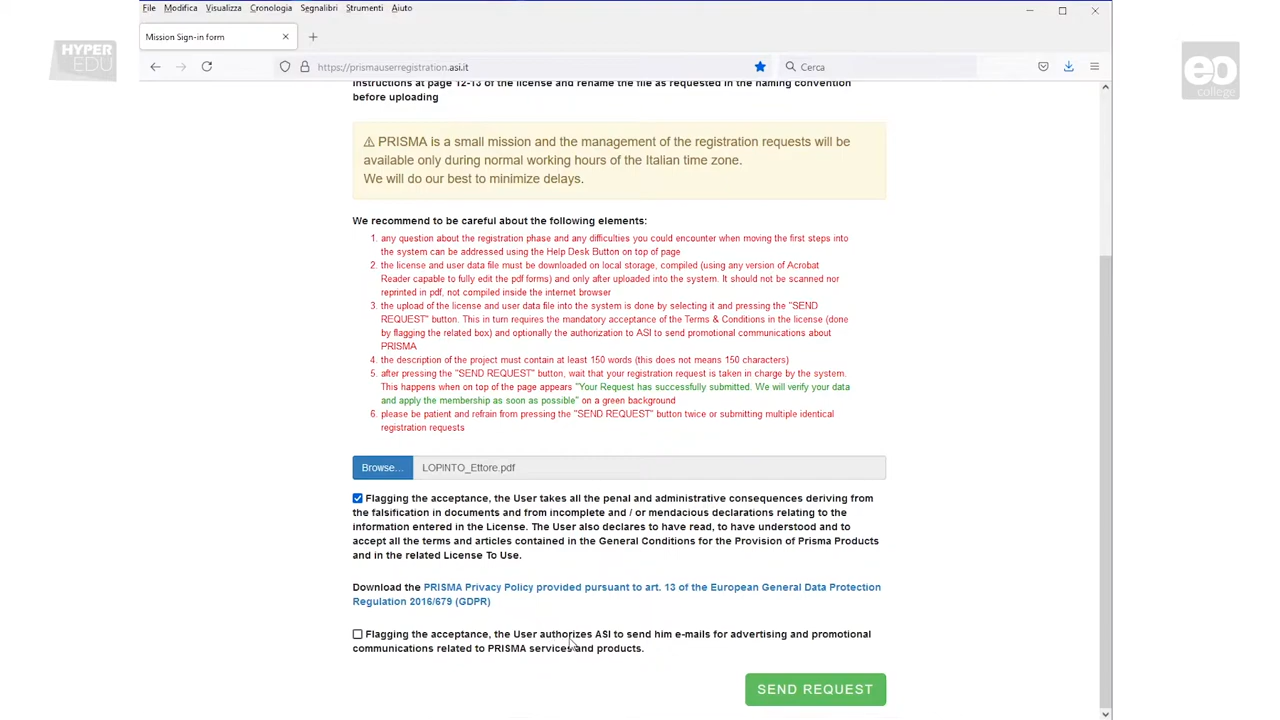 File Modifica Visualizza Cronologia Segnalibri Strumenti Aiuto
HYPER
EDU
eo
college
Mission Sign-in form
https://prismauserregistration.asi.it
Cerca
instructions at page 12-13 of the license and rename the file as requested in the naming convention
before uploading
PRISMA is a small mission and the management of the registration requests will be
available only during normal working hours of the Italian time zone.
We will do our best to minimize delays.
We recommend to be careful about the following elements:
1. any question about the registration phase and any difficulties you could encounter when moving the first steps into
the system can be addressed using the Help Desk Button on top of page
2. the license and user data file must be downloaded on local storage, compiled (using any version of Acrobat
Reader capable to fully edit the pdf forms) and only after uploaded into the system. It should not be scanned nor
reprinted in pdf, not compiled inside the internet browser
3. the upload of the license and user data file into the system is done by selecting it and pressing the "SEND
REQUEST" button. This in turn requires the mandatory acceptance of the Terms & Conditions in the license (done
by flagging the related box) and optionally the authorization to ASI to send promotional communications about
PRISMA
4. the description of the project must contain at least 150 words (this does not means 150 characters)
5. after pressing the "SEND REQUEST" button, wait that your registration request is taken in charge by the system.
This happens when on top of the page appears "Your Request has successfully submitted. We will verify your data
and apply the membership as soon as possible" on a green background
6. please be patient and refrain from pressing the "SEND REQUEST" button twice or submitting multiple identical
registration requests
Browse... LOPINTO_Ettore.pdf
Flagging the acceptance, the User takes all the penal and administrative consequences deriving from
the falsification in documents and from incomplete and / or mendacious declarations relating to the
information entered in the License. The User also declares to have read, to have understood and to
accept all the terms and articles contained in the General Conditions for the Provision of Prisma Products
and in the related License To Use.
Download the PRISMA Privacy Policy provided pursuant to art. 13 of the European General Data Protection
Regulation 2016/679 (GDPR)
Flagging the acceptance, the User authorizes ASI to send him e-mails for advertising and promotional
communications related to PRISMA services and products.
SEND REQUEST